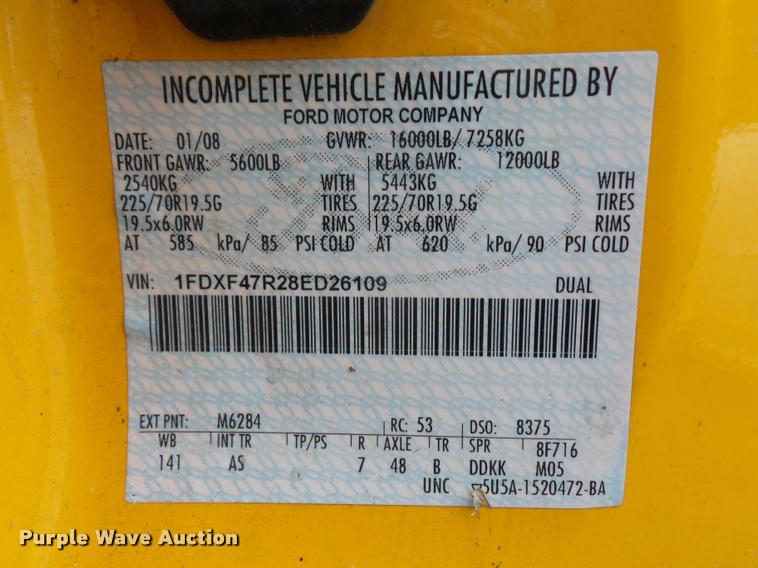 INCOMPLETE VEHICLE MANUFACTURED BY
FORD MOTOR COMPANY
DATE: 01/08 GVWR: 16000LB/ 7258KG
FRONT GAWR: 5600LB REAR GAWR: 12000LB
2540KG WITH 5443KG WITH
225/70R19.5G TIRES 225/70R19.5G TIRES
19.5x6.0RW RIMS 19.5x6.0RW RIMS
AT 585 kPa/ 85 PSI COLD AT 620 kPa/ 90 PSI COLD
VIN: 1FDXF47R28ED26109 DUAL
EXT PNT: M6284 RC: 53 DSO: 8375
WB INT TR TP/PS R AXLE TR SPR 8F716
141 AS 7 48 B DDKK M05
UNC 5U5A-1520472-BA
Purple Wave Auction